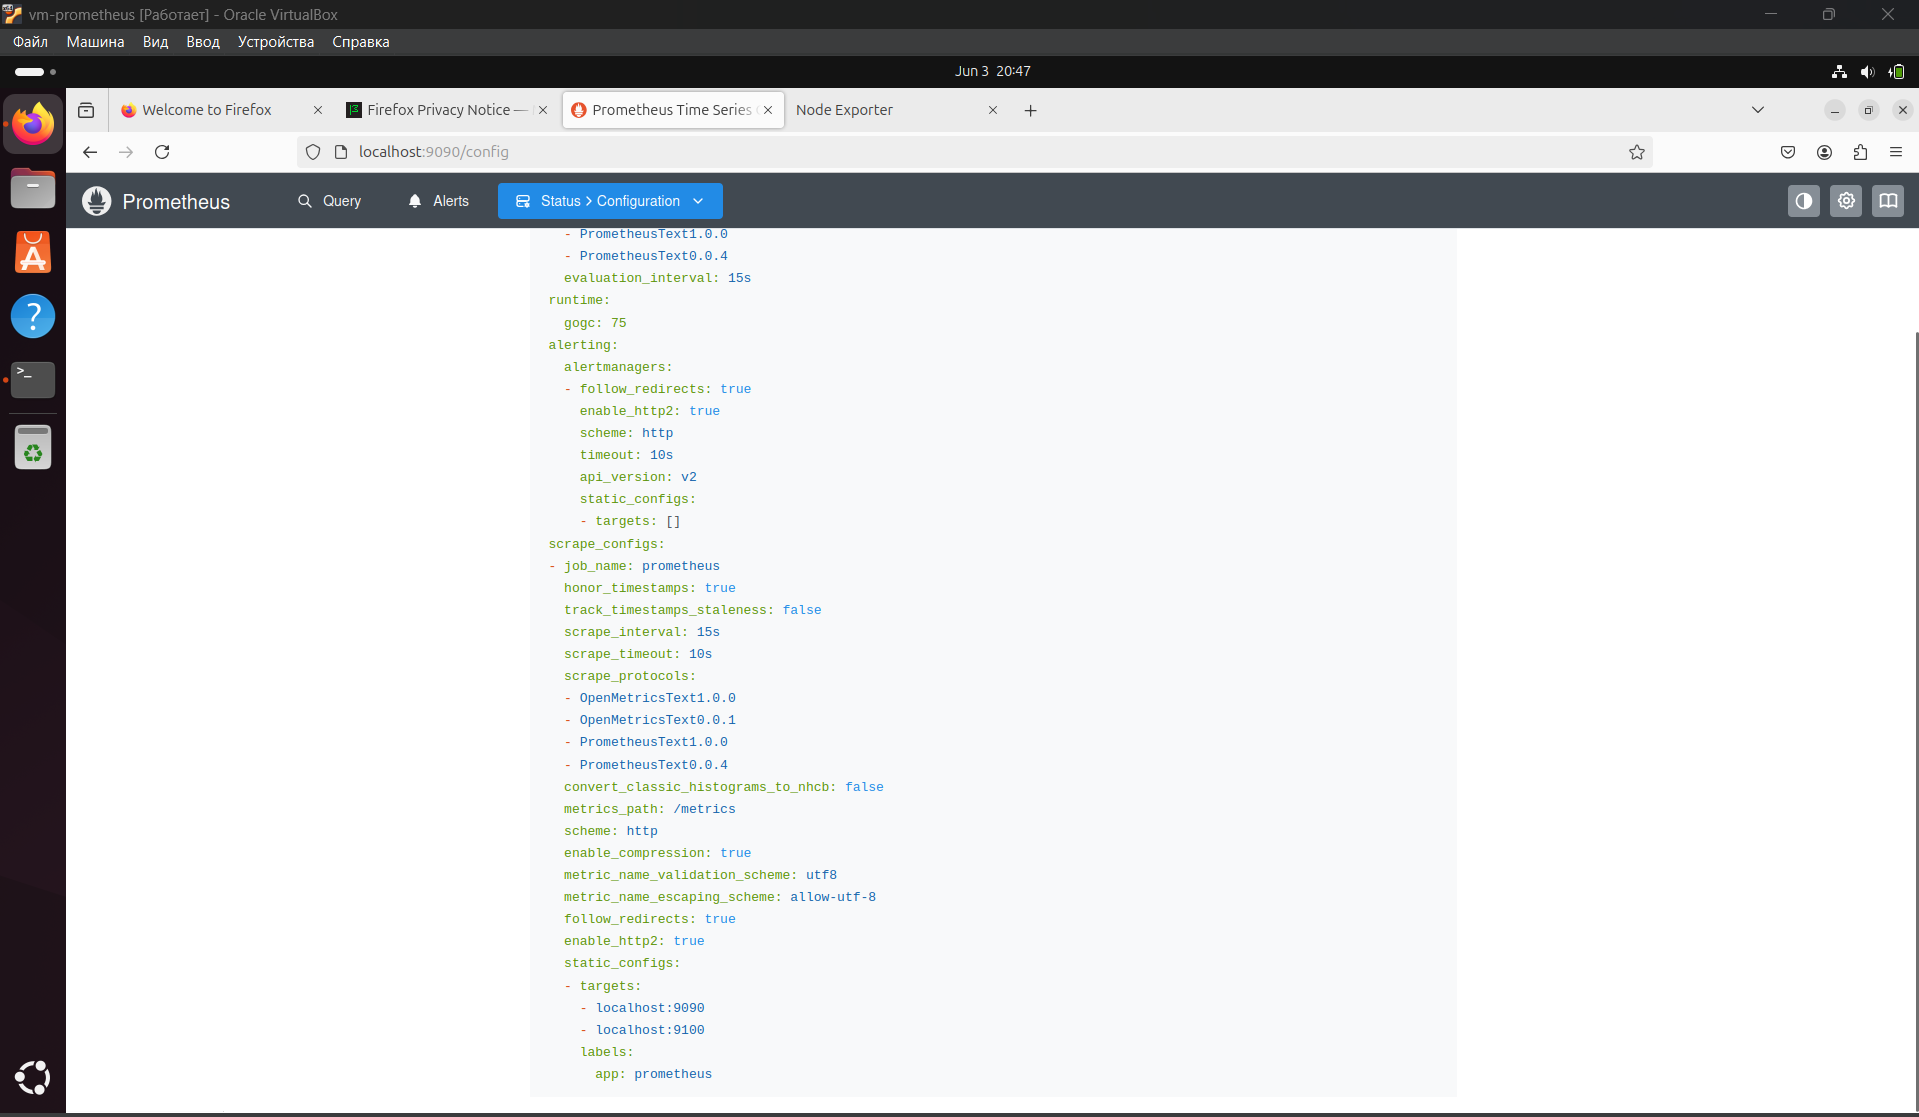 vm-prometheus [Работает] - Oracle VirtualBox
Файл Машина Вид Ввод Устройства Справка
Jun 3 20:47
Welcome to Firefox
Firefox Privacy Notice —
Prometheus Time Series
Node Exporter
localhost:9090/config
Prometheus
Query
Alerts
Status > Configuration
- PrometheusText1.0.0
- PrometheusText0.0.4
evaluation_interval: 15s
runtime:
gogc: 75
alerting:
alertmanagers:
- follow_redirects: true
enable_http2: true
scheme: http
timeout: 10s
api_version: v2
static_configs:
- targets: []
scrape_configs:
- job_name: prometheus
honor_timestamps: true
track_timestamps_staleness: false
scrape_interval: 15s
scrape_timeout: 10s
scrape_protocols:
- OpenMetricsText1.0.0
- OpenMetricsText0.0.1
- PrometheusText1.0.0
- PrometheusText0.0.4
convert_classic_histograms_to_nhcb: false
metrics_path: /metrics
scheme: http
enable_compression: true
metric_name_validation_scheme: utf8
metric_name_escaping_scheme: allow-utf-8
follow_redirects: true
enable_http2: true
static_configs:
- targets:
- localhost:9090
- localhost:9100
labels:
app: prometheus